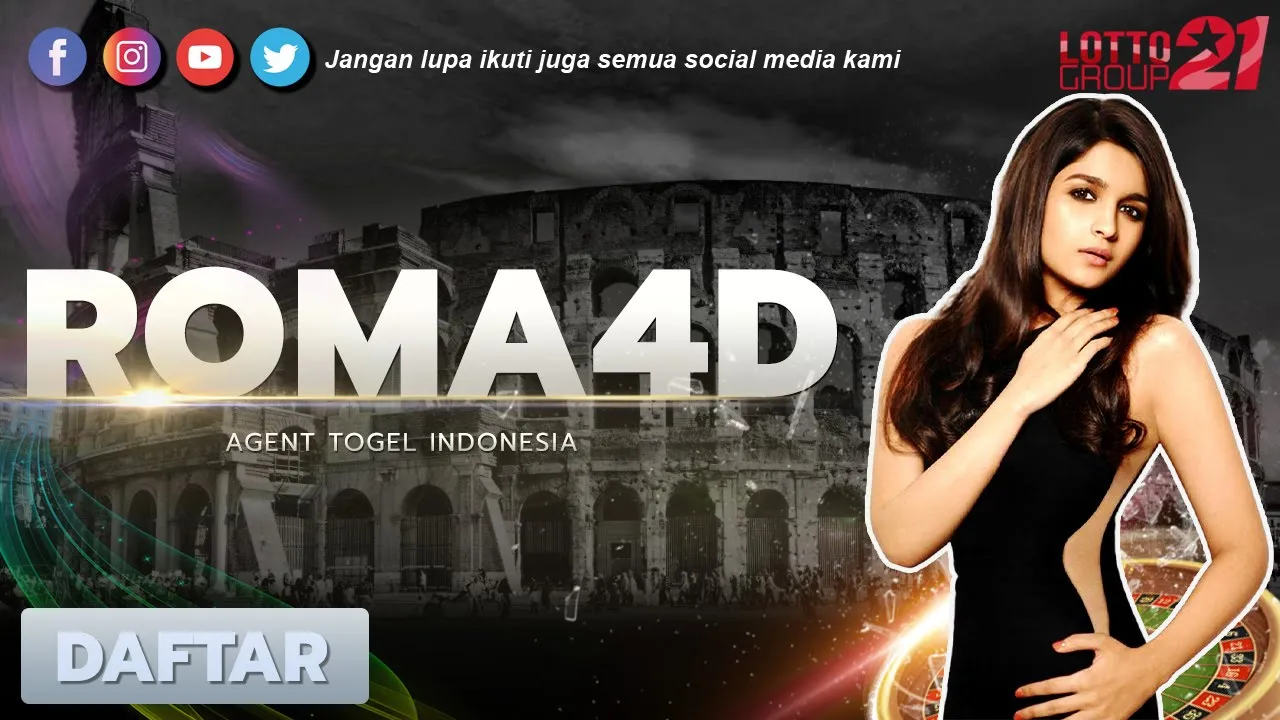 Jangan lupa ikuti juga semua social media kami
LOTTO
GROUP 21
ROMA4D
AGENT TOGEL INDONESIA
DAFTAR